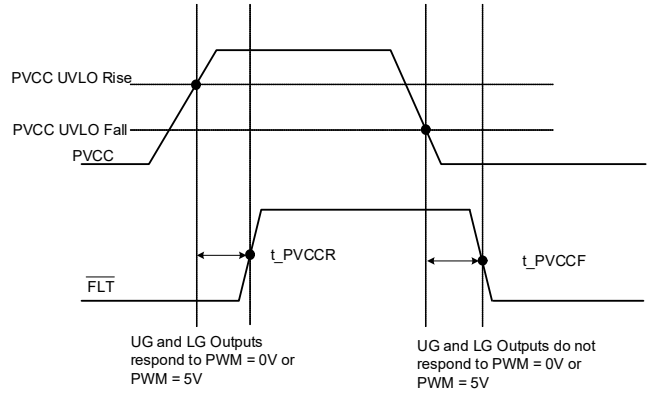 PVCC UVLO Rise
PVCC UVLO Fall
PVCC
t_PVCCR
t_PVCCF
FLT
UG and LG Outputs
respond to PWM = 0V or
PWM = 5V
UG and LG Outputs do not
respond to PWM = 0V or
PWM = 5V